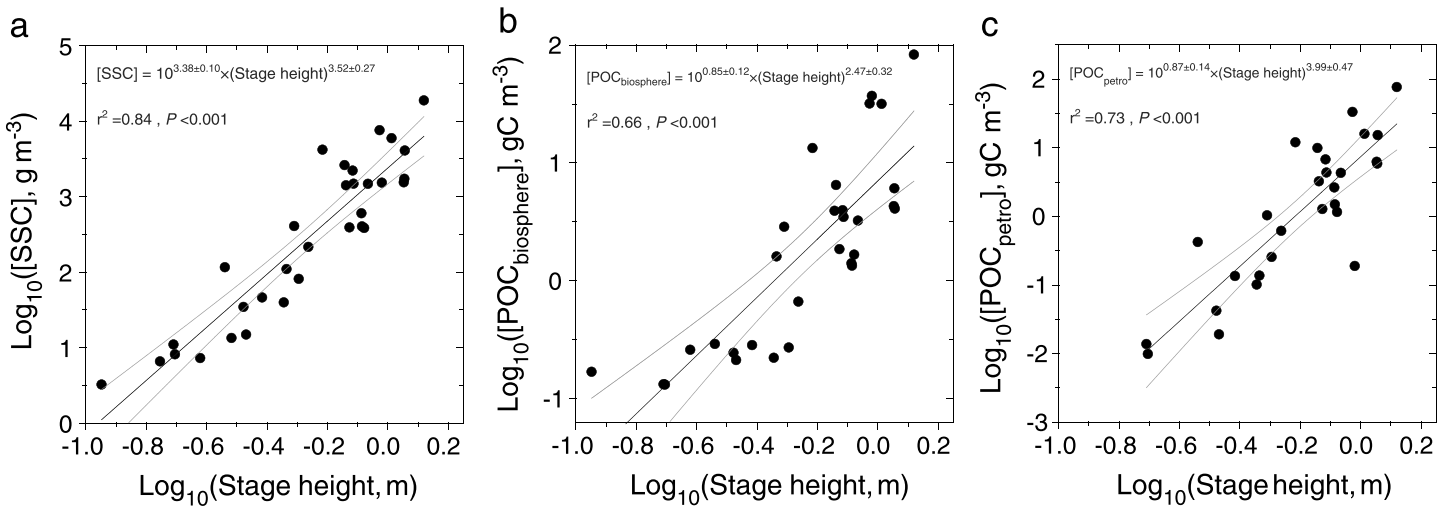 a
5
4
3
2
1
0
-1.0 -0.8 -0.6 -0.4 -0.2 0.0 0.2
Log10([SSC], g m-3)
Log10(Stage height, m)
[SSC] = 10^3.38±0.10×(Stage height)^3.52±0.27
r2 =0.84 , P <0.001
b
2
1
0
-1
-1.0 -0.8 -0.6 -0.4 -0.2 0.0 0.2
Log10([POCbiosphere], gC m-3)
Log10(Stage height, m)
[POCbiosphere] = 10^0.85±0.12×(Stage height)^2.47±0.32
r2 =0.66 , P <0.001
c
2
1
0
-1
-2
-3
-1.0 -0.8 -0.6 -0.4 -0.2 0.0 0.2
Log10([POCpetro], gC m-3)
Log10(Stage height, m)
[POCpetro] = 10^0.87±0.14×(Stage height)^3.99±0.47
r2 =0.73 , P <0.001